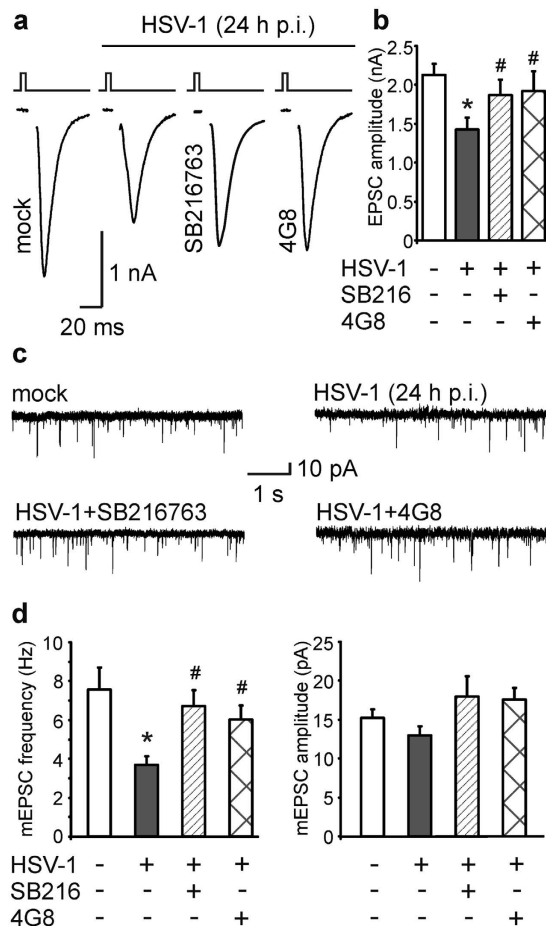 a
HSV-1 (24 h p.i.)
mock
SB216763
4G8
1 nA
20 ms
b
EPSC amplitude (nA)
2.5
2.0
1.5
1.0
0.5
0
*
#
#
HSV-1 - + + +
SB216 - - + -
4G8 - - - +
c
mock
HSV-1 (24 h p.i.)
10 pA
1 s
HSV-1+SB216763
HSV-1+4G8
d
mEPSC frequency (Hz)
10
8
6
4
2
0
*
#
#
HSV-1 - + + +
SB216 - - + -
4G8 - - - +
mEPSC amplitude (pA)
25
20
15
10
5
0
- + + +
- - + -
- - - +